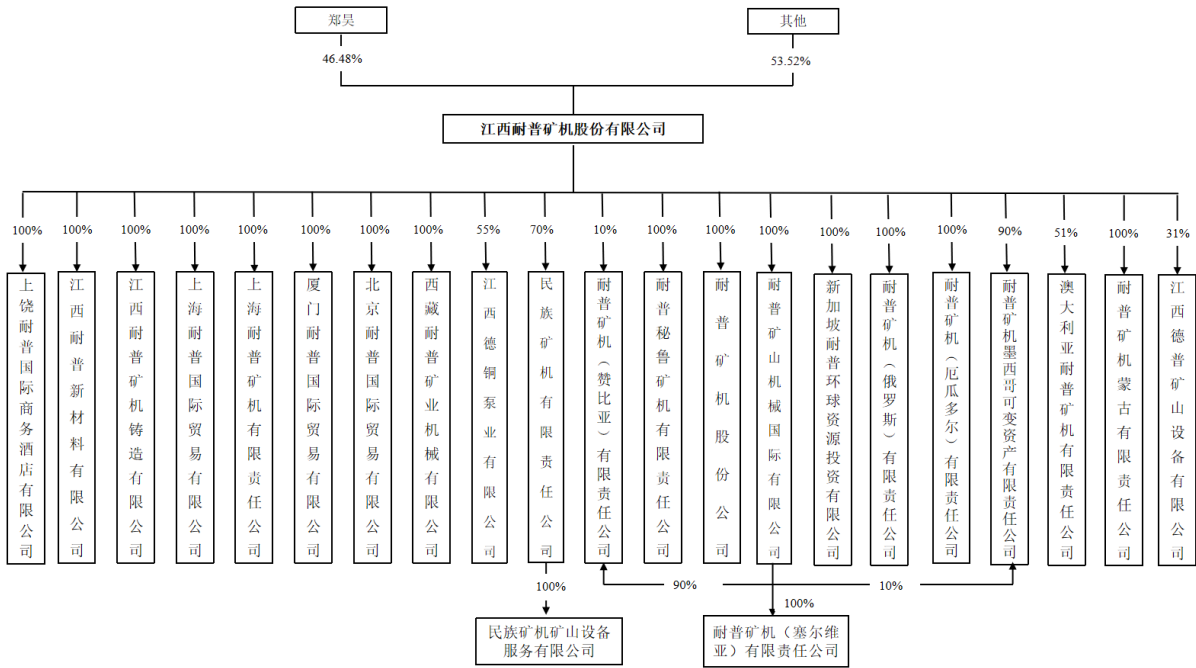 郑昊
其他
46.48%
53.52%
江西耐普矿机股份有限公司
100%
100%
100%
100%
100%
100%
100%
100%
55%
70%
10%
100%
100%
100%
100%
100%
100%
90%
51%
100%
31%
上饶耐普国际商务酒店有限公司
江西耐普新材料有限公司
江西耐普矿机铸造有限公司
上海耐普国际贸易有限公司
上海耐普矿机有限责任公司
厦门耐普国际贸易有限公司
北京耐普国际贸易有限公司
西藏耐普矿业机械有限公司
江西德铜泵业有限公司
民族矿机有限责任公司
耐普矿机（赞比亚）有限责任公司
耐普秘鲁矿机有限责任公司
耐普矿机股份公司
耐普矿山机械国际有限公司
新加坡耐普环球资源投资有限公司
耐普矿机（俄罗斯）有限责任公司
耐普矿机（厄瓜多尔）有限责任公司
耐普矿机墨西哥可变资产有限责任公司
澳大利亚耐普矿机有限责任公司
耐普矿机蒙古有限责任公司
江西德普矿山设备有限公司
100%
90%
10%
100%
民族矿机矿山设备
服务有限公司
耐普矿机（塞尔维
亚）有限责任公司